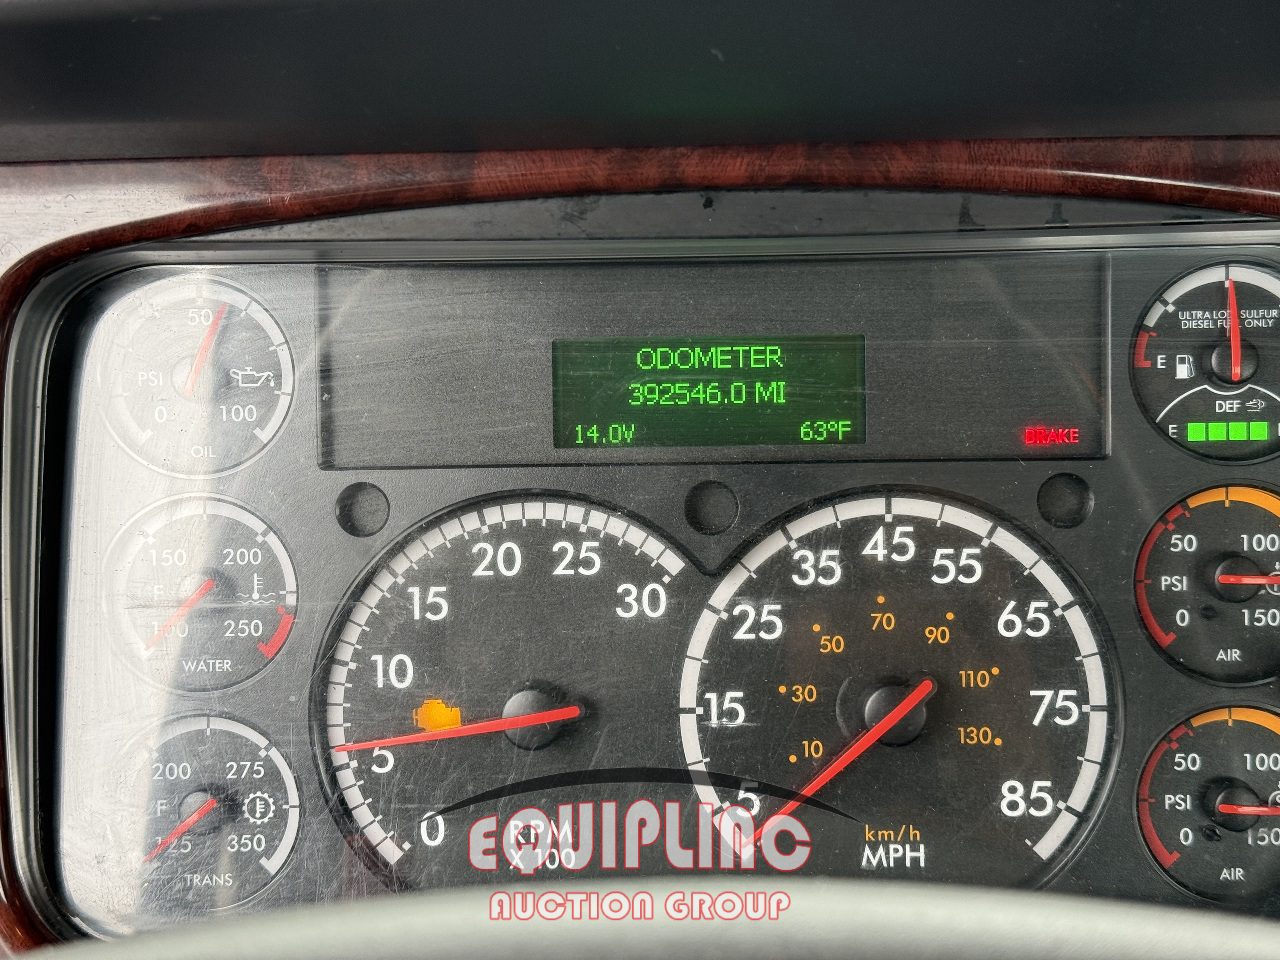 50
PSI
0 100
OIL
150 200
F
100 250
WATER
200 275
F
125 350
TRANS
ODOMETER
392546.0 MI
14.0V 63°F
BRAKE
0 5 10 15 20 25 30
RPM
X 100
5 15 25 35 45 55 65 75 85
10 30 50 70 90 110 130
km/h
MPH
ULTRA LOW SULFUR
DIESEL FUEL ONLY
E
DEF
E
50 100
PSI
0 150
AIR
50 100
PSI
0 150
AIR
EQUIPLINC
AUCTION GROUP